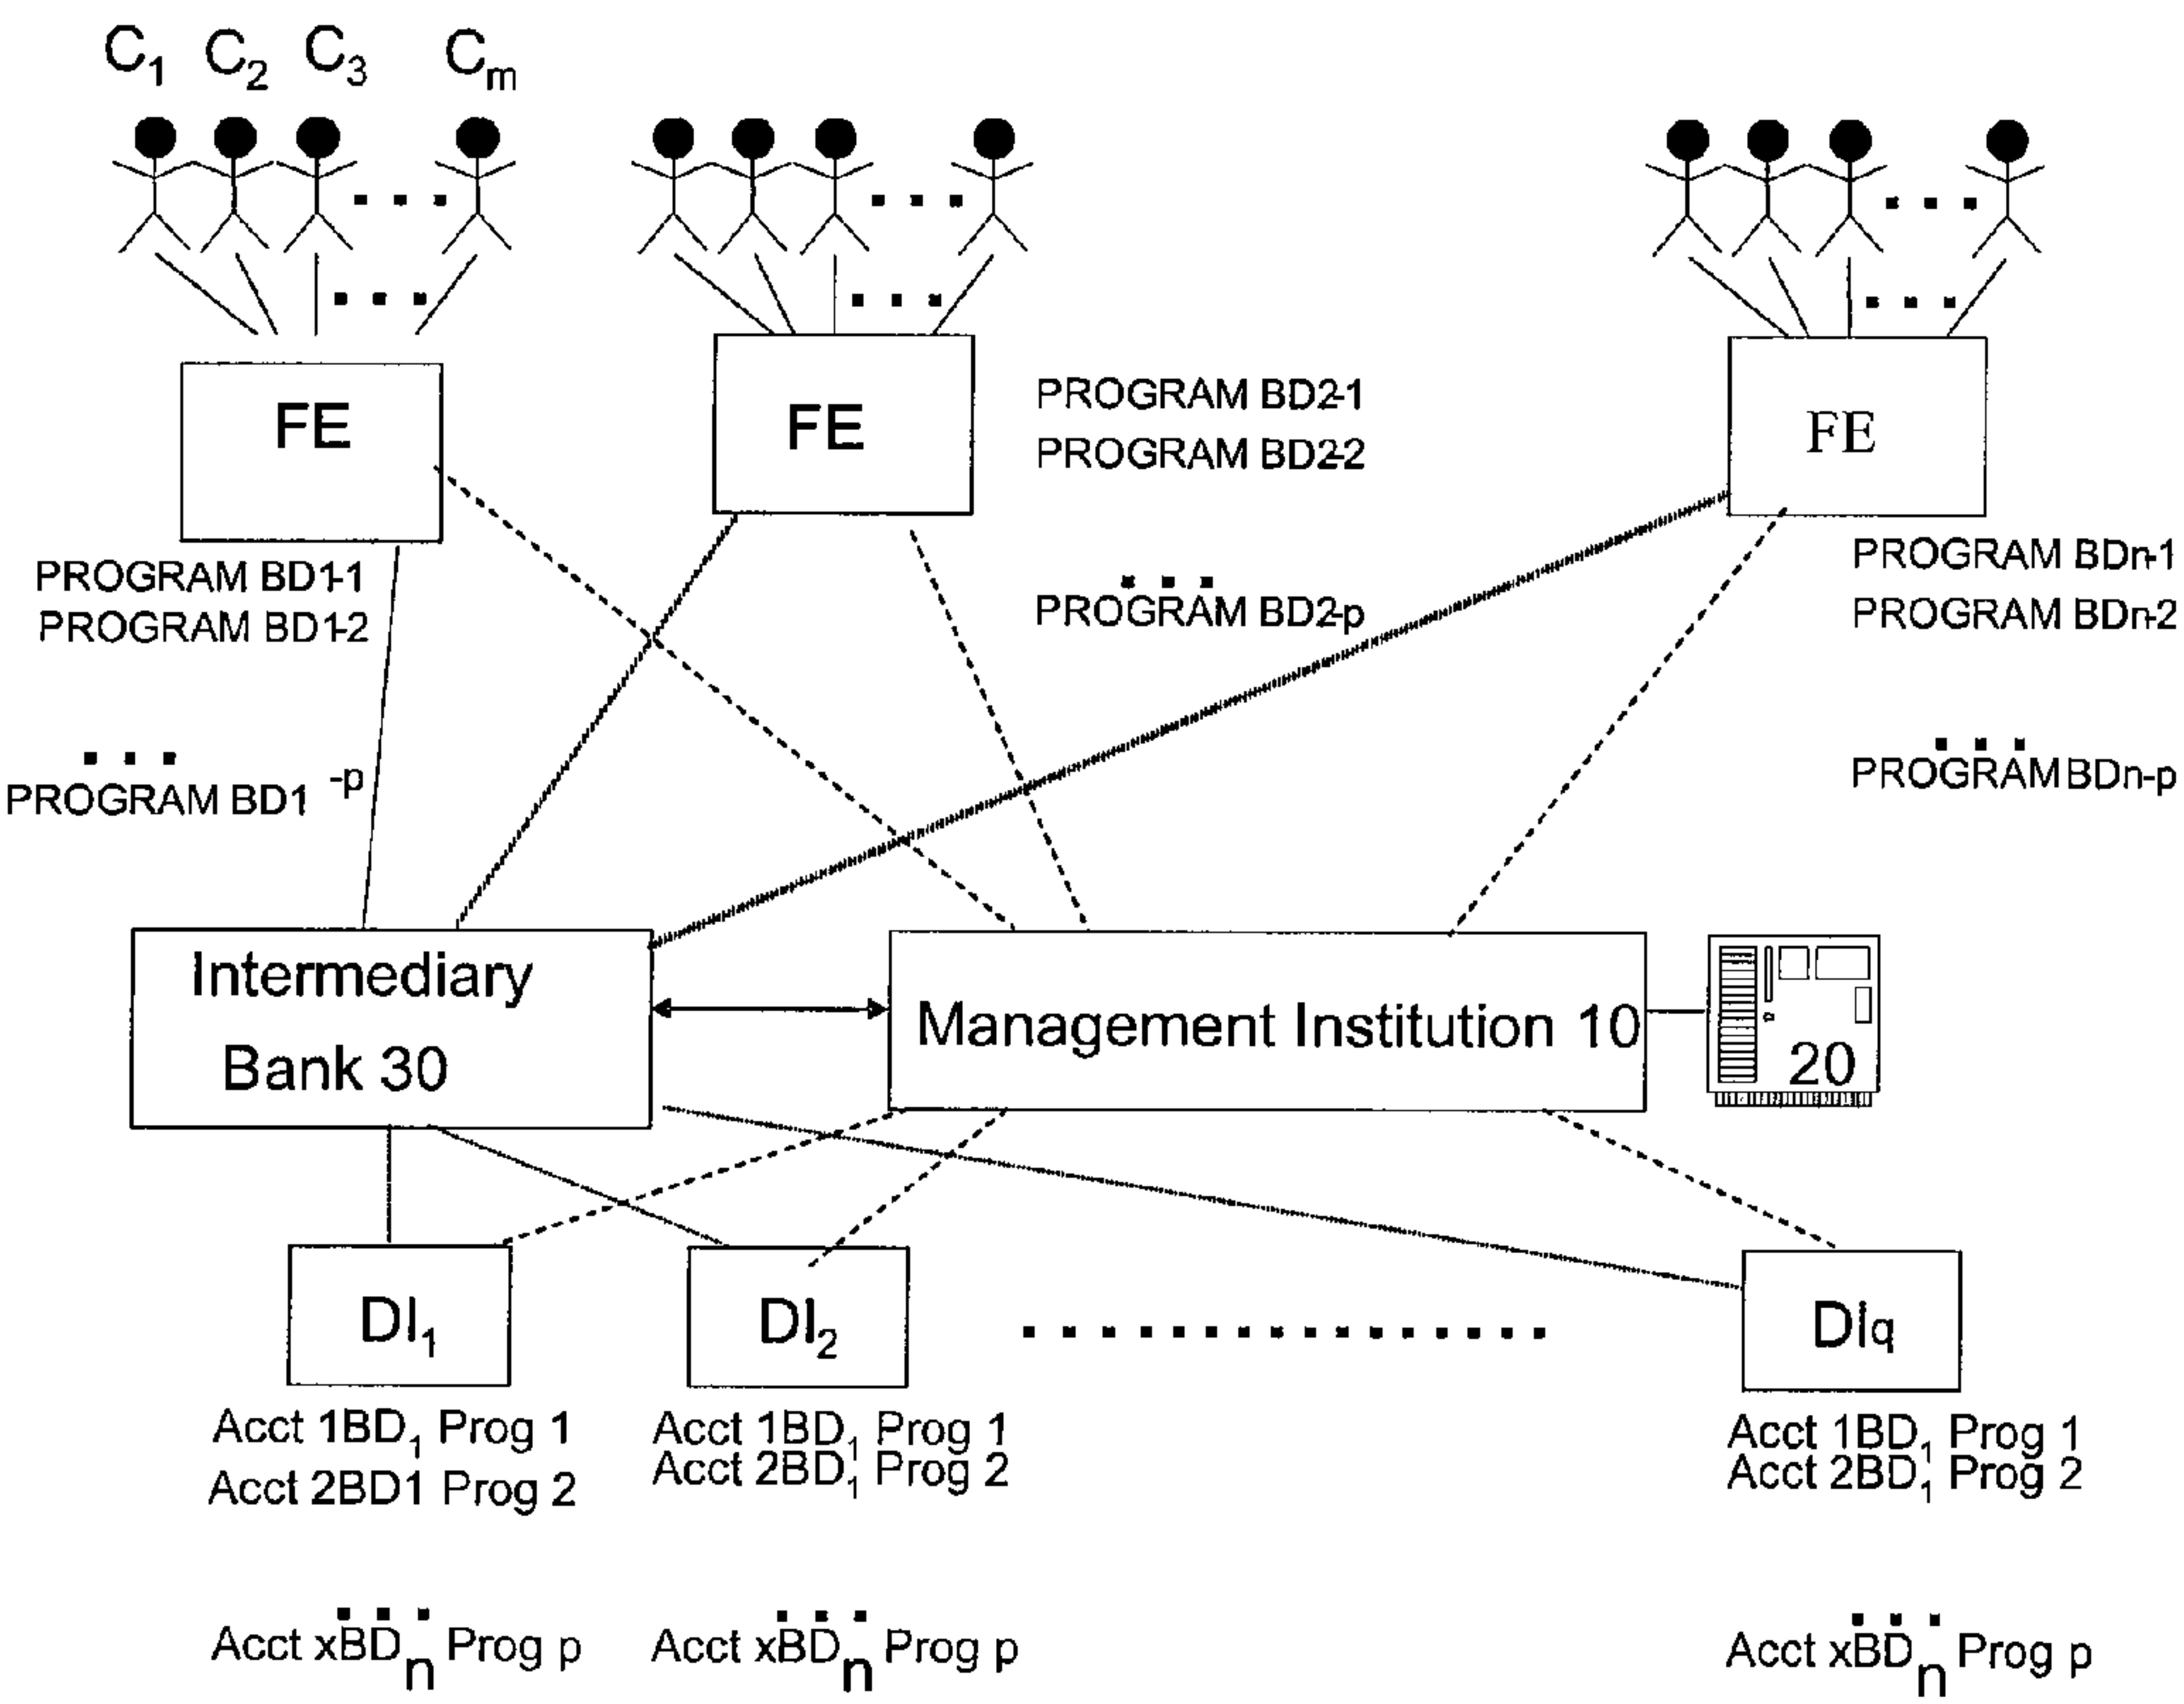 C1 C2 C3 Cm
FE
FE
FE
PROGRAM BD2-1
PROGRAM BD2-2
PROGRAM BD2-p
PROGRAM BD1-1
PROGRAM BD1-2
PROGRAM BD1 -p
PROGRAM BDn-1
PROGRAM BDn-2
PROGRAM BDn-p
Intermediary
Bank 30
Management Institution 10
20
DI1
DI2
DIq
Acct 1BD1 Prog 1
Acct 2BD1 Prog 2
Acct xBDn Prog p
Acct 1BD1 Prog 1
Acct 2BD1 Prog 2
Acct xBDn Prog p
Acct 1BD1 Prog 1
Acct 2BD1 Prog 2
Acct xBDn Prog p